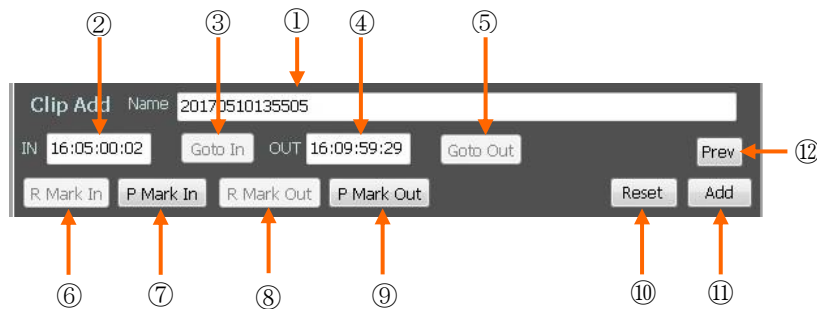 ② ③ ① ④ ⑤
Clip Add Name 20170510135505
IN 16:05:00:02 Goto In OUT 16:09:59:29 Goto Out Prev ⑫
R Mark In P Mark In R Mark Out P Mark Out Reset Add
⑥ ⑦ ⑧ ⑨ ⑩ ⑪